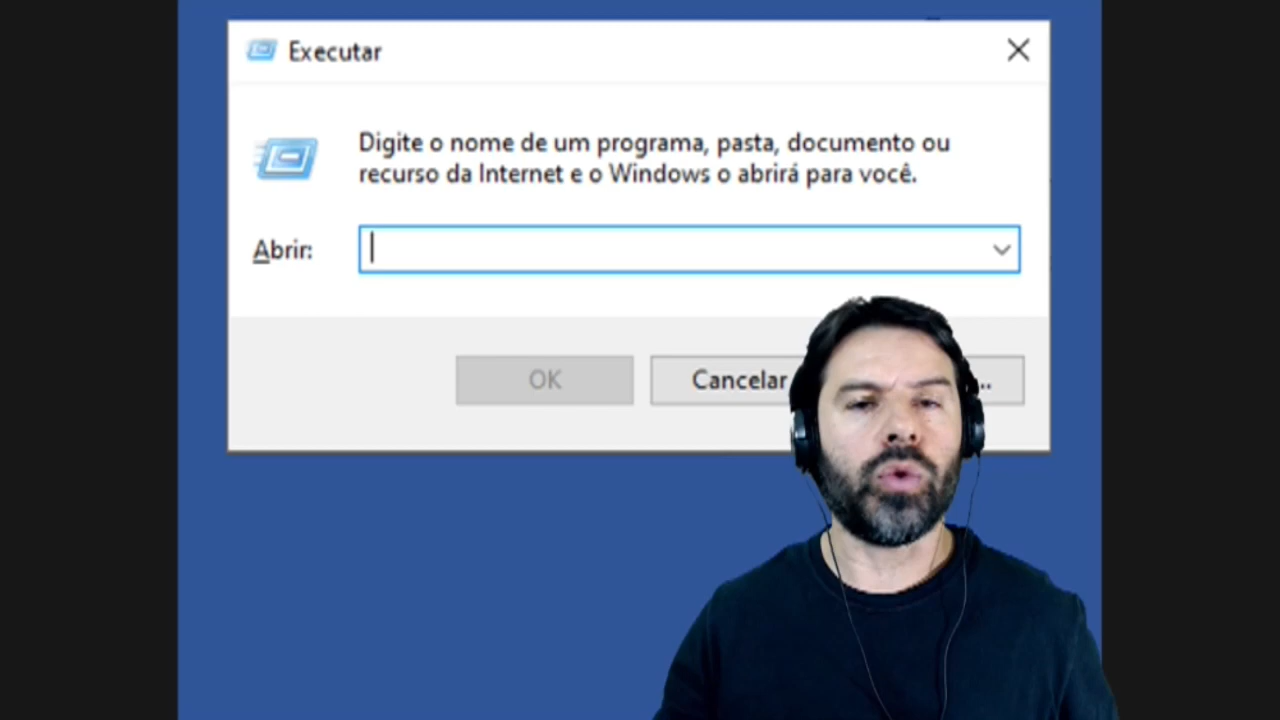 Executar
Digite o nome de um programa, pasta, documento ou
recurso da Internet e o Windows o abrirá para você.
Abrir:
OK
Cancelar
..